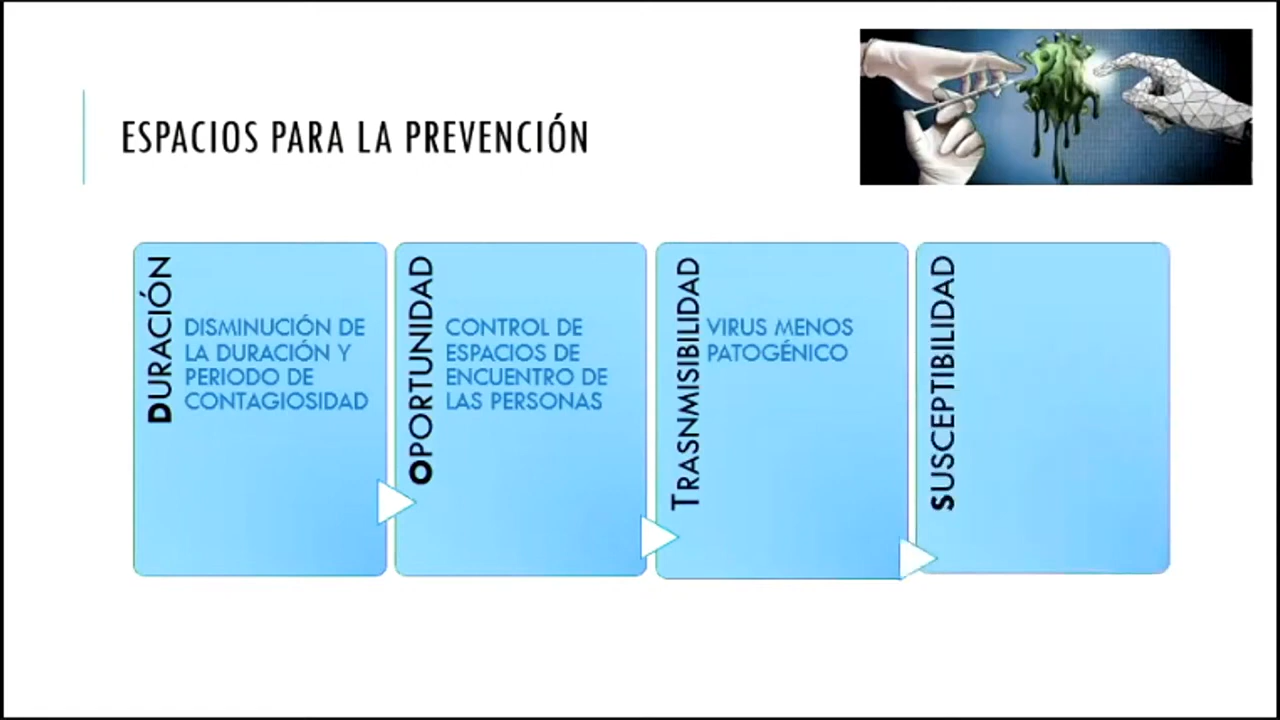 ESPACIOS PARA LA PREVENCIÓN
DURACIÓN
DISMINUCIÓN DE
LA DURACIÓN Y
PERIODO DE
CONTAGIOSIDAD
OPORTUNIDAD
CONTROL DE
ESPACIOS DE
ENCUENTRO DE
LAS PERSONAS
TRASNMISIBILIDAD
VIRUS MENOS
PATOGÉNICO
SUSCEPTIBILIDAD